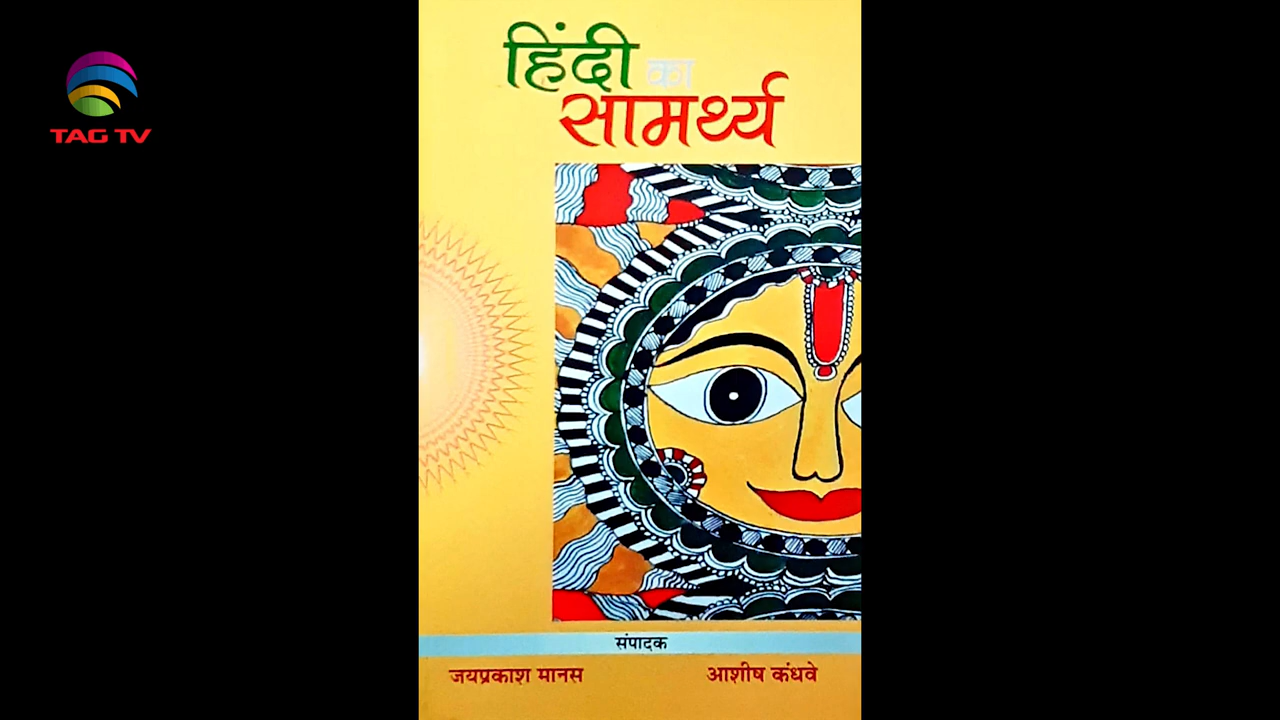 TAG TV
हिंदी का
सामर्थ्य
संपादक
जयप्रकाश मानस
आशीष कंधवे